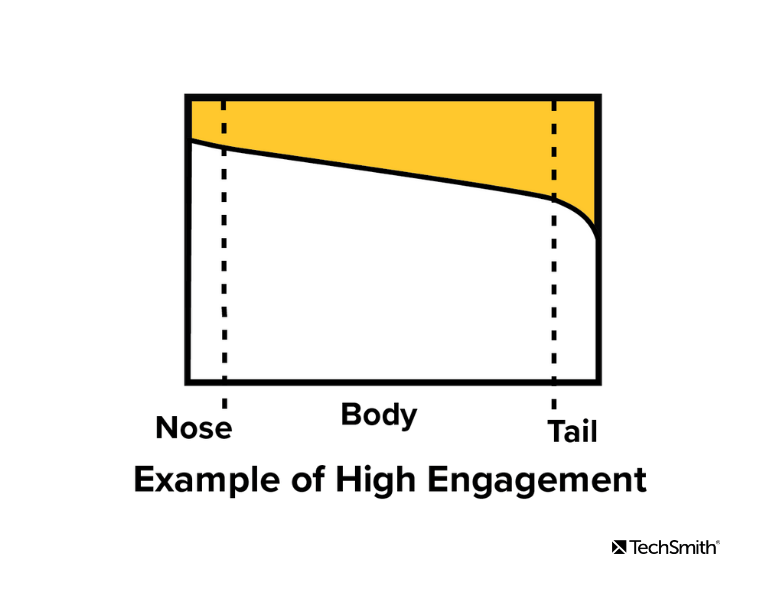 Nose
Body
Tail
Example of High Engagement
TechSmith®